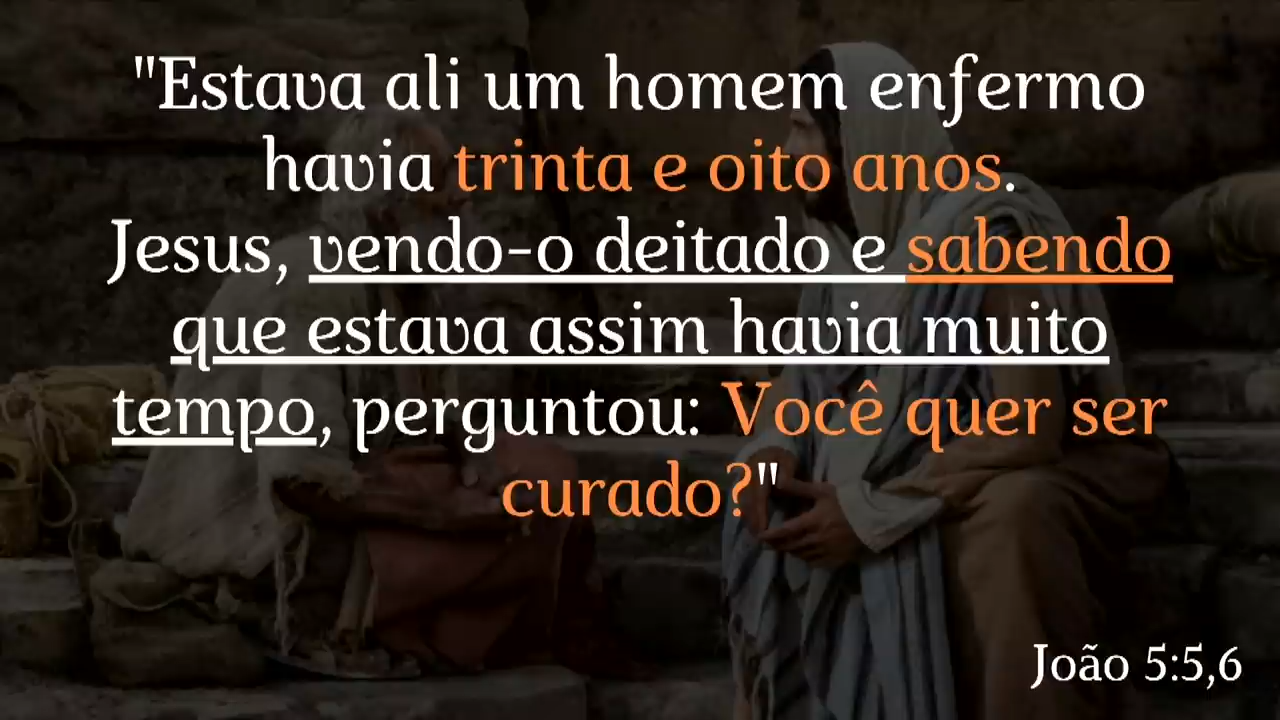 "Estava ali um homem enfermo
havia trinta e oito anos.
Jesus, vendo-o deitado e sabendo
que estava assim havia muito
tempo, perguntou: Você quer ser
curado?"
João 5:5,6